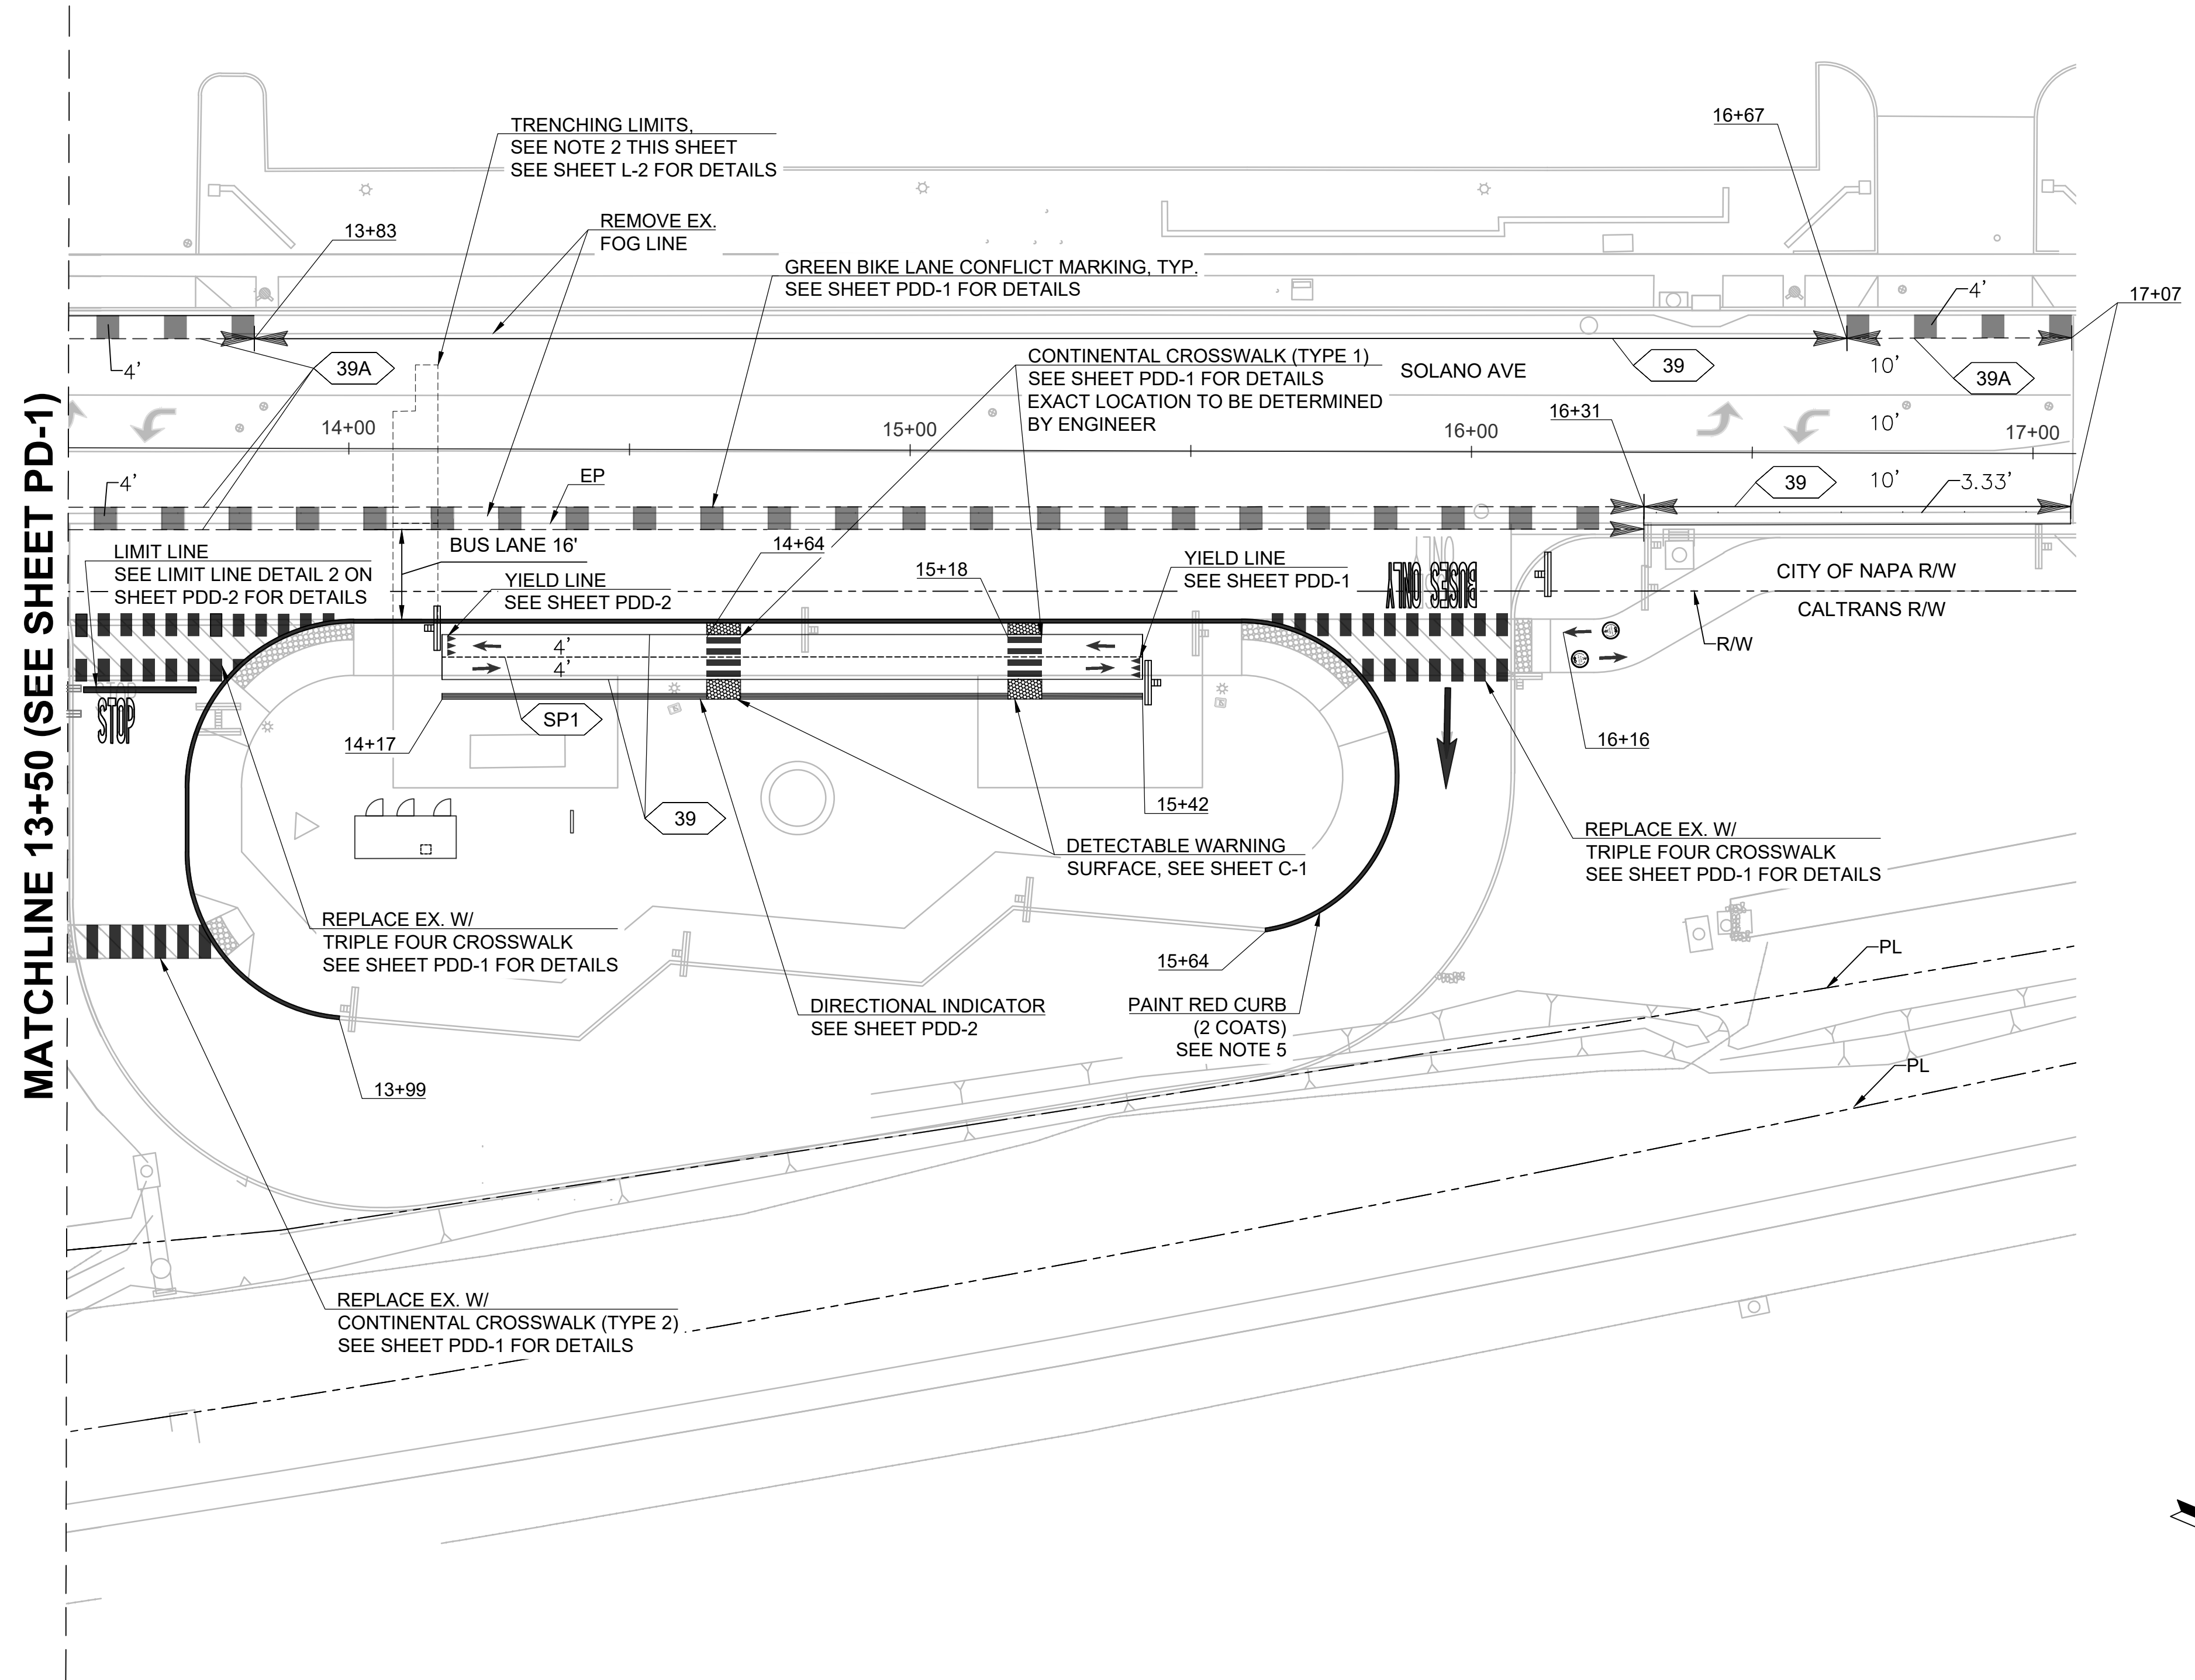 MATCHLINE 13+50 (SEE SHEET PD-1)
TRENCHING LIMITS,
SEE NOTE 2 THIS SHEET
SEE SHEET L-2 FOR DETAILS
16+67
REMOVE EX.
FOG LINE
13+83
GREEN BIKE LANE CONFLICT MARKING, TYP.
SEE SHEET PDD-1 FOR DETAILS
4'
17+07
4'
39A
CONTINENTAL CROSSWALK (TYPE 1)
SEE SHEET PDD-1 FOR DETAILS
EXACT LOCATION TO BE DETERMINED
BY ENGINEER
SOLANO AVE
39
10'
39A
16+31
10'
14+00
15+00
16+00
17+00
4'
EP
39
10'
3.33'
LIMIT LINE
SEE LIMIT LINE DETAIL 2 ON
SHEET PDD-2 FOR DETAILS
BUS LANE 16'
14+64
YIELD LINE
SEE SHEET PDD-2
15+18
YIELD LINE
SEE SHEET PDD-1
ONLY
BUSES ONLY
CITY OF NAPA R/W
CALTRANS R/W
R/W
4'
4'
STOP
STOP
SP1
14+17
16+16
39
15+42
DETECTABLE WARNING
SURFACE, SEE SHEET C-1
REPLACE EX. W/
TRIPLE FOUR CROSSWALK
SEE SHEET PDD-1 FOR DETAILS
REPLACE EX. W/
TRIPLE FOUR CROSSWALK
SEE SHEET PDD-1 FOR DETAILS
15+64
PL
DIRECTIONAL INDICATOR
SEE SHEET PDD-2
PAINT RED CURB
(2 COATS)
SEE NOTE 5
13+99
PL
REPLACE EX. W/
CONTINENTAL CROSSWALK (TYPE 2)
SEE SHEET PDD-1 FOR DETAILS